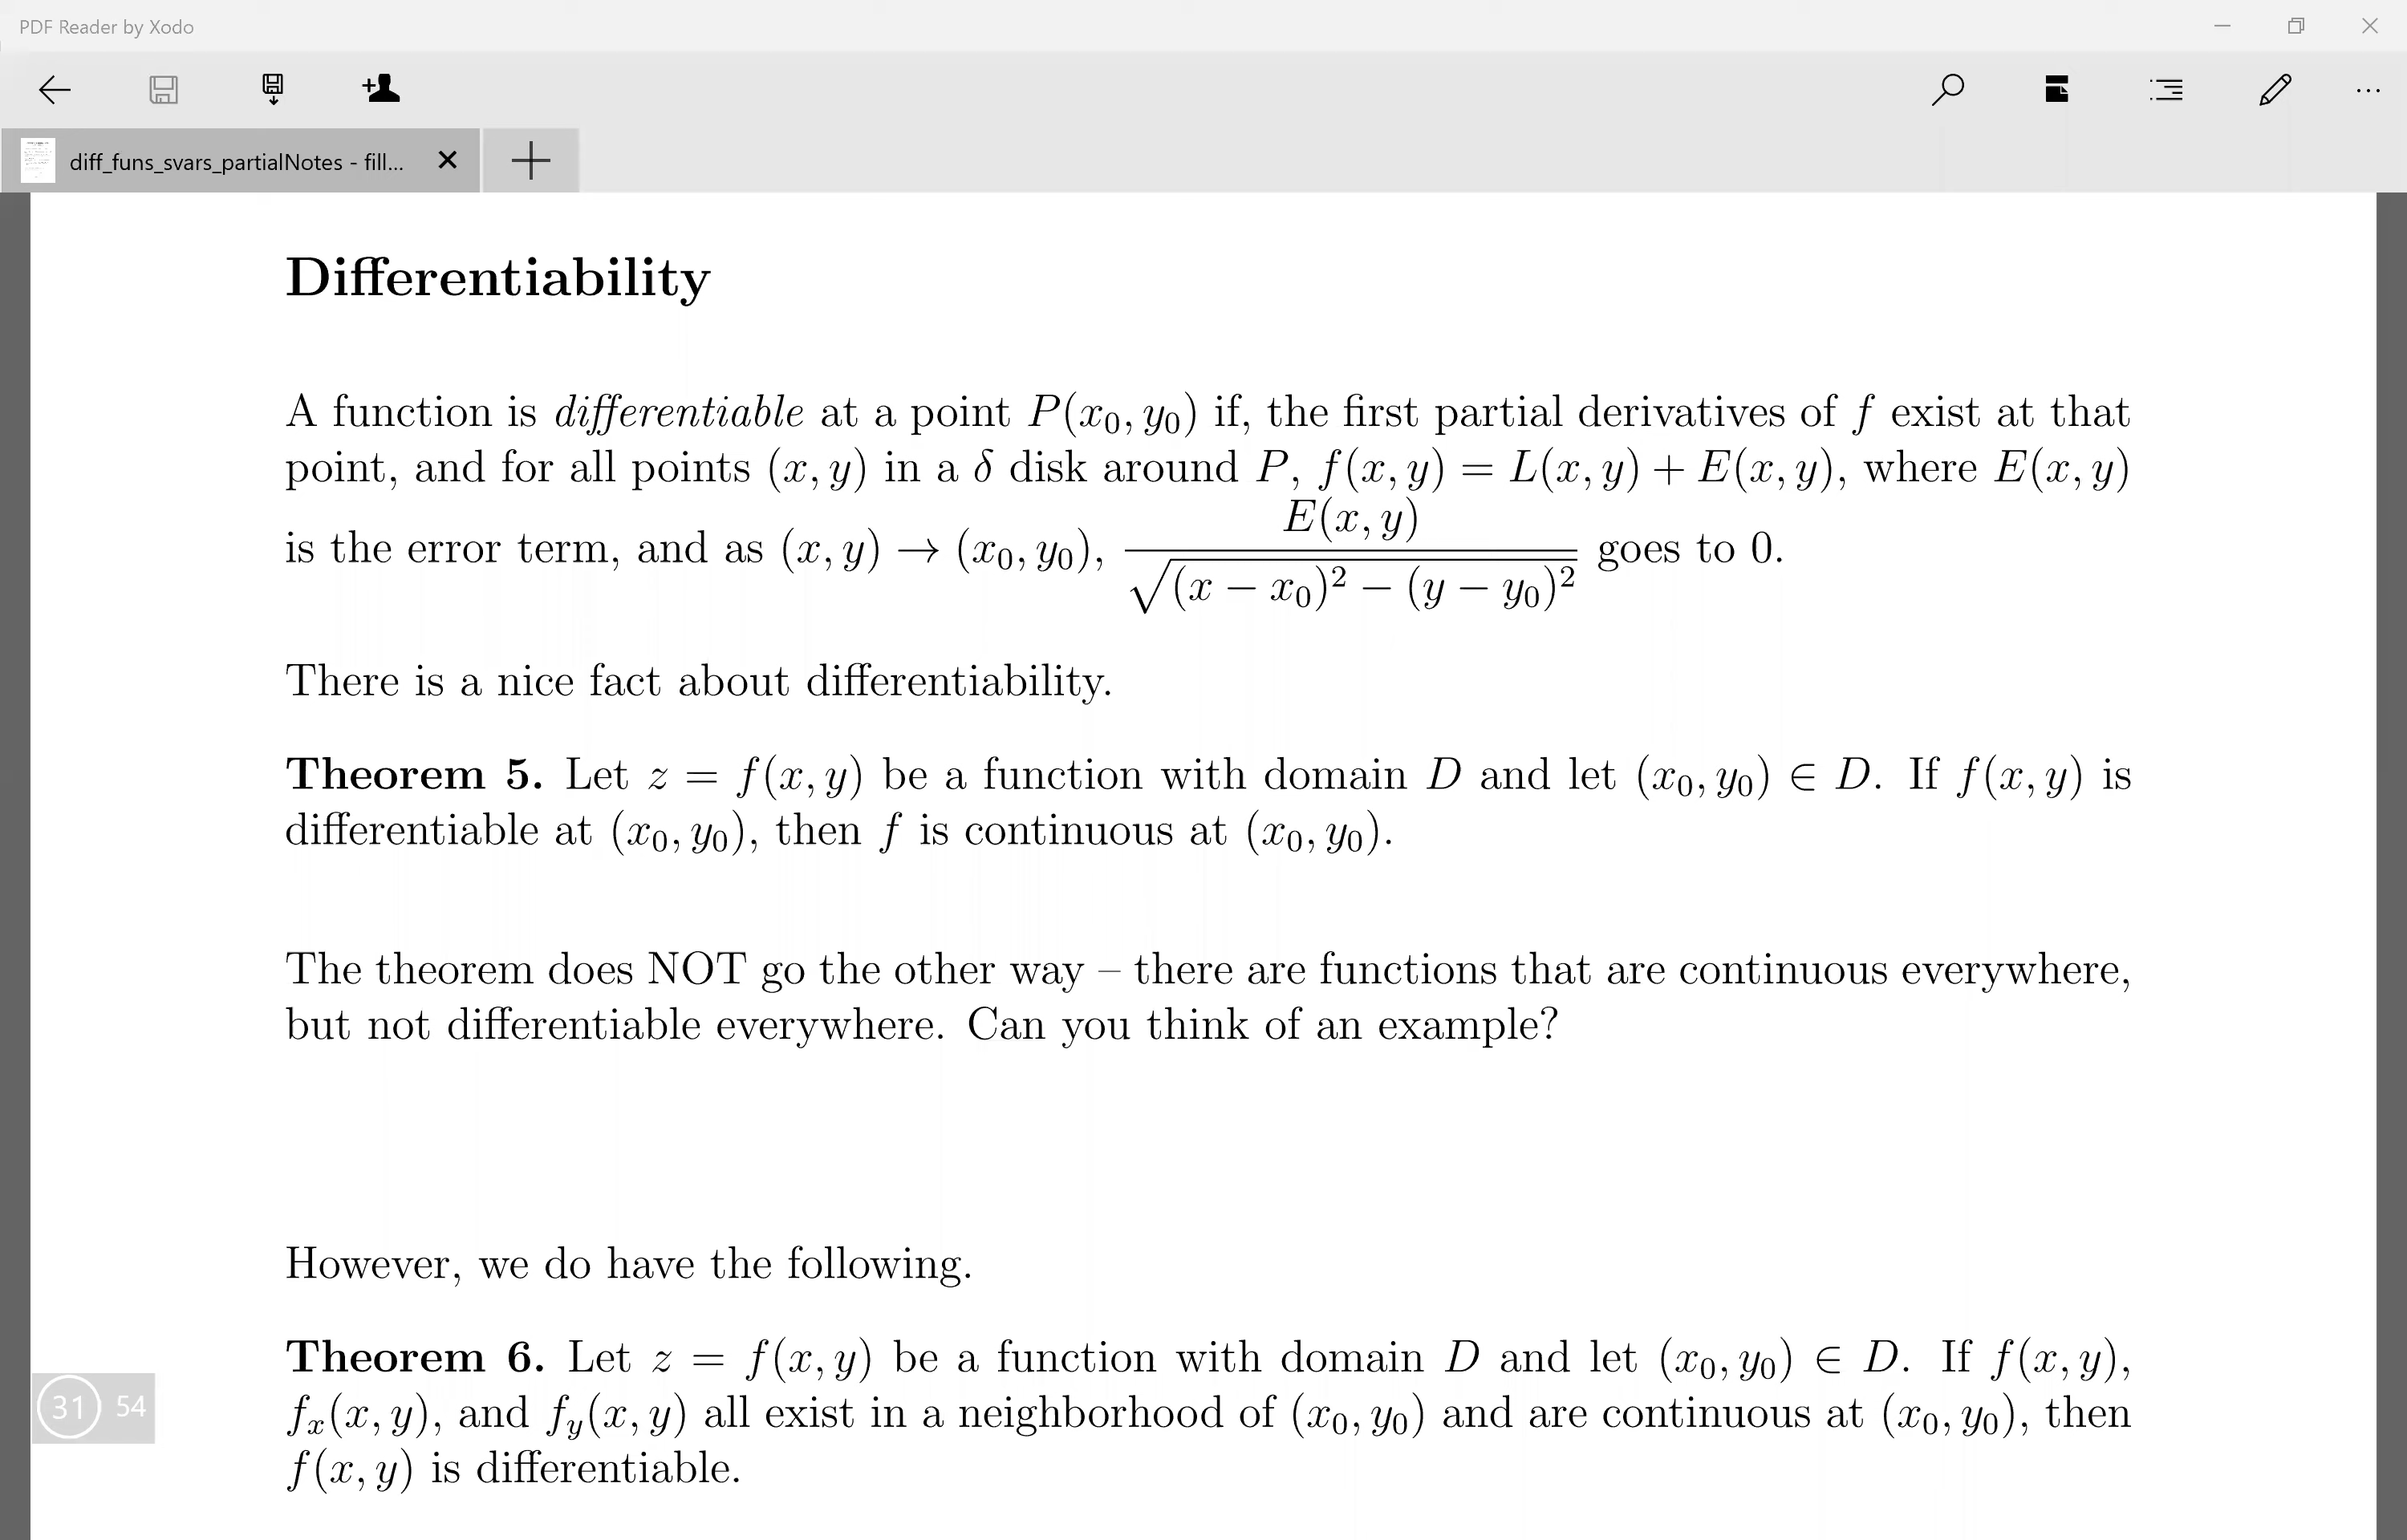 PDF Reader by Xodo
diff_funs_svars_partialNotes - fill...
Differentiability
A function is differentiable at a point P(x₀, y₀) if, the first partial derivatives of f exist at that
point, and for all points (x, y) in a δ disk around P, f(x, y) = L(x, y) + E(x, y), where E(x, y)
is the error term, and as (x, y) → (x₀, y₀), E(x, y) / √((x − x₀)² − (y − y₀)²) goes to 0.
There is a nice fact about differentiability.
Theorem 5. Let z = f(x, y) be a function with domain D and let (x₀, y₀) ∈ D. If f(x, y) is
differentiable at (x₀, y₀), then f is continuous at (x₀, y₀).
The theorem does NOT go the other way – there are functions that are continuous everywhere,
but not differentiable everywhere. Can you think of an example?
However, we do have the following.
Theorem 6. Let z = f(x, y) be a function with domain D and let (x₀, y₀) ∈ D. If f(x, y),
fₓ(x, y), and f_y(x, y) all exist in a neighborhood of (x₀, y₀) and are continuous at (x₀, y₀), then
f(x, y) is differentiable.
31 54